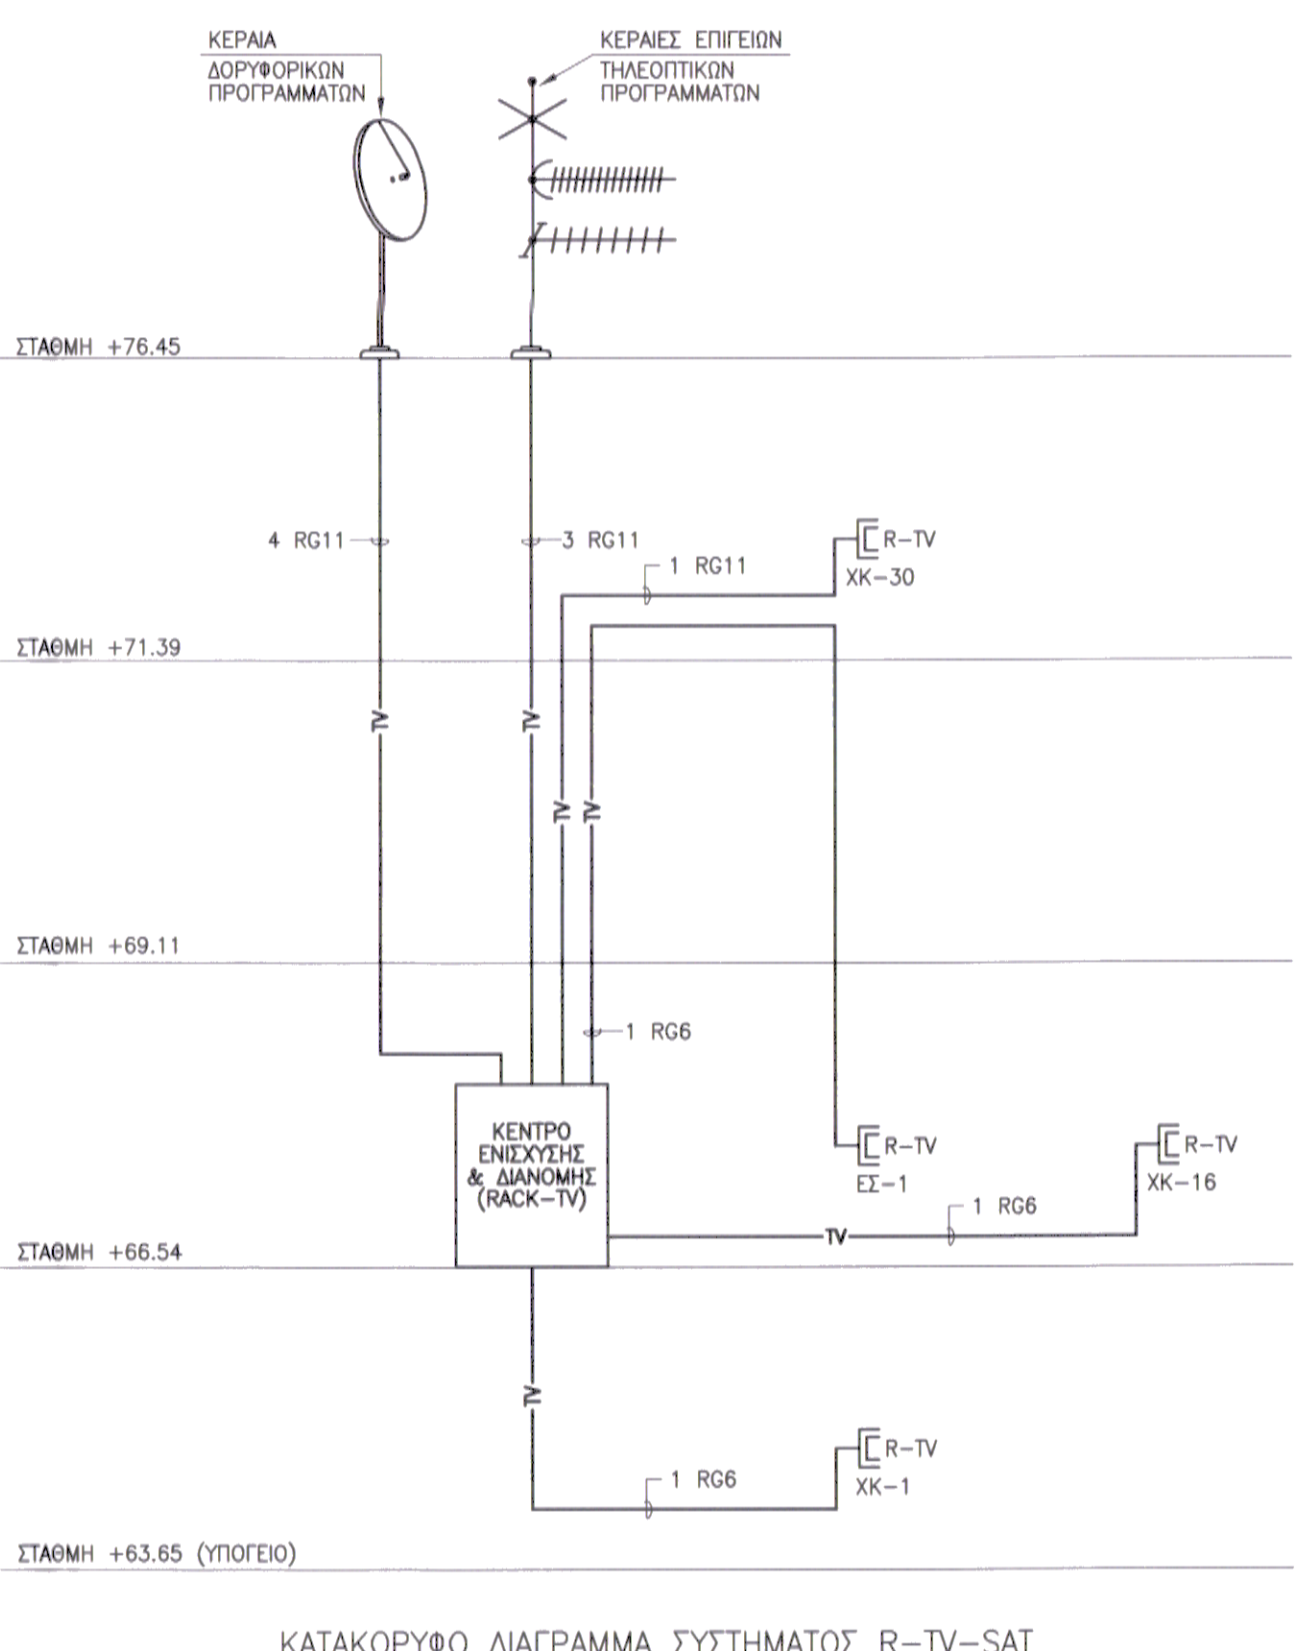 ΚΕΡΑΙΑ
ΔΟΡΥΦΟΡΙΚΩΝ
ΠΡΟΓΡΑΜΜΑΤΩΝ
ΚΕΡΑΙΕΣ ΕΠΙΓΕΙΩΝ
ΤΗΛΕΟΠΤΙΚΩΝ
ΠΡΟΓΡΑΜΜΑΤΩΝ
ΣΤΑΘΜΗ +76.45
4 RG11
3 RG11
R-TV
1 RG11
ΧΚ-30
ΣΤΑΘΜΗ +71.39
TV
TV
TV
TV
ΣΤΑΘΜΗ +69.11
1 RG6
ΚΕΝΤΡΟ
ΕΝΙΣΧΥΣΗΣ
& ΔΙΑΝΟΜΗΣ
(RACK-TV)
R-TV
ΕΣ-1
R-TV
ΧΚ-16
1 RG6
TV
ΣΤΑΘΜΗ +66.54
TV
R-TV
1 RG6
ΧΚ-1
ΣΤΑΘΜΗ +63.65 (ΥΠΟΓΕΙΟ)
ΚΑΤΑΚΟΡΥΦΟ ΔΙΑΓΡΑΜΜΑ ΣΥΣΤΗΜΑΤΟΣ R-TV-SAT